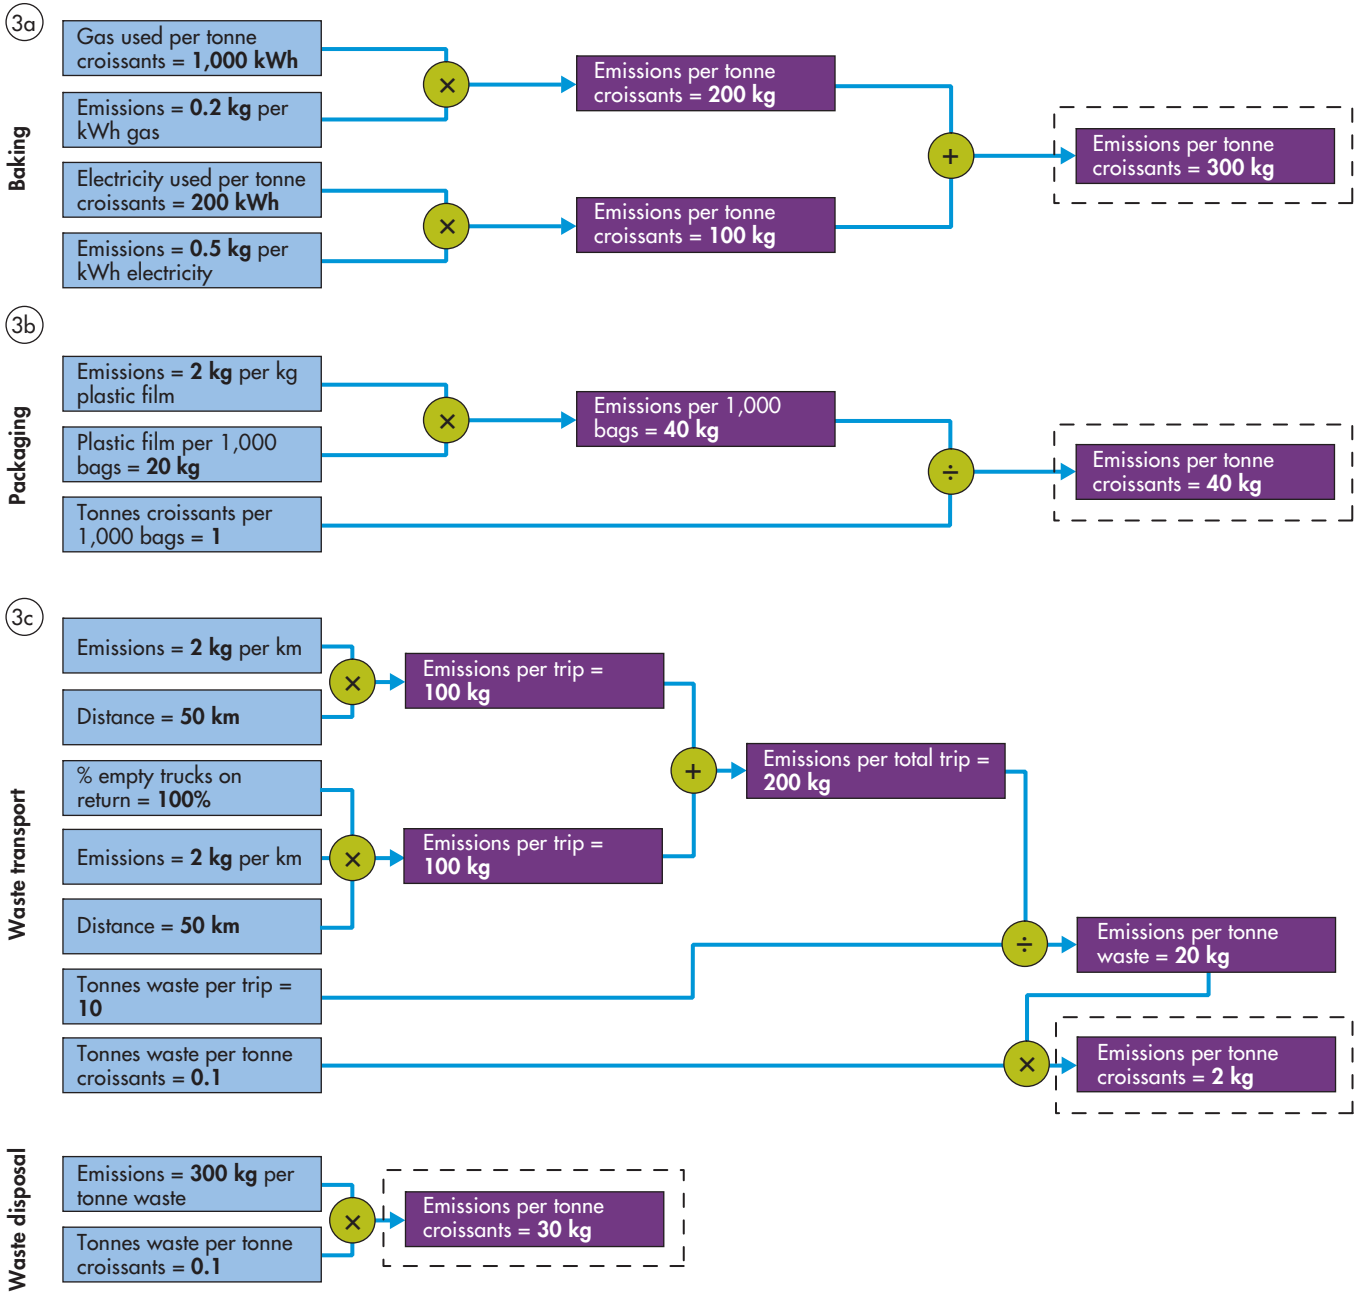 3a
Baking
Gas used per tonne
croissants = 1,000 kWh
Emissions = 0.2 kg per
kWh gas
×
Emissions per tonne
croissants = 200 kg
Electricity used per tonne
croissants = 200 kWh
Emissions = 0.5 kg per
kWh electricity
×
Emissions per tonne
croissants = 100 kg
+
Emissions per tonne
croissants = 300 kg
3b
Packaging
Emissions = 2 kg per kg
plastic film
Plastic film per 1,000
bags = 20 kg
×
Emissions per 1,000
bags = 40 kg
Tonnes croissants per
1,000 bags = 1
÷
Emissions per tonne
croissants = 40 kg
3c
Waste transport
Emissions = 2 kg per km
Distance = 50 km
×
Emissions per trip =
100 kg
% empty trucks on
return = 100%
Emissions = 2 kg per km
Distance = 50 km
×
Emissions per trip =
100 kg
+
Emissions per total trip =
200 kg
Tonnes waste per trip =
10
÷
Emissions per tonne
waste = 20 kg
Tonnes waste per tonne
croissants = 0.1
×
Emissions per tonne
croissants = 2 kg
Waste disposal
Emissions = 300 kg per
tonne waste
Tonnes waste per tonne
croissants = 0.1
×
Emissions per tonne
croissants = 30 kg